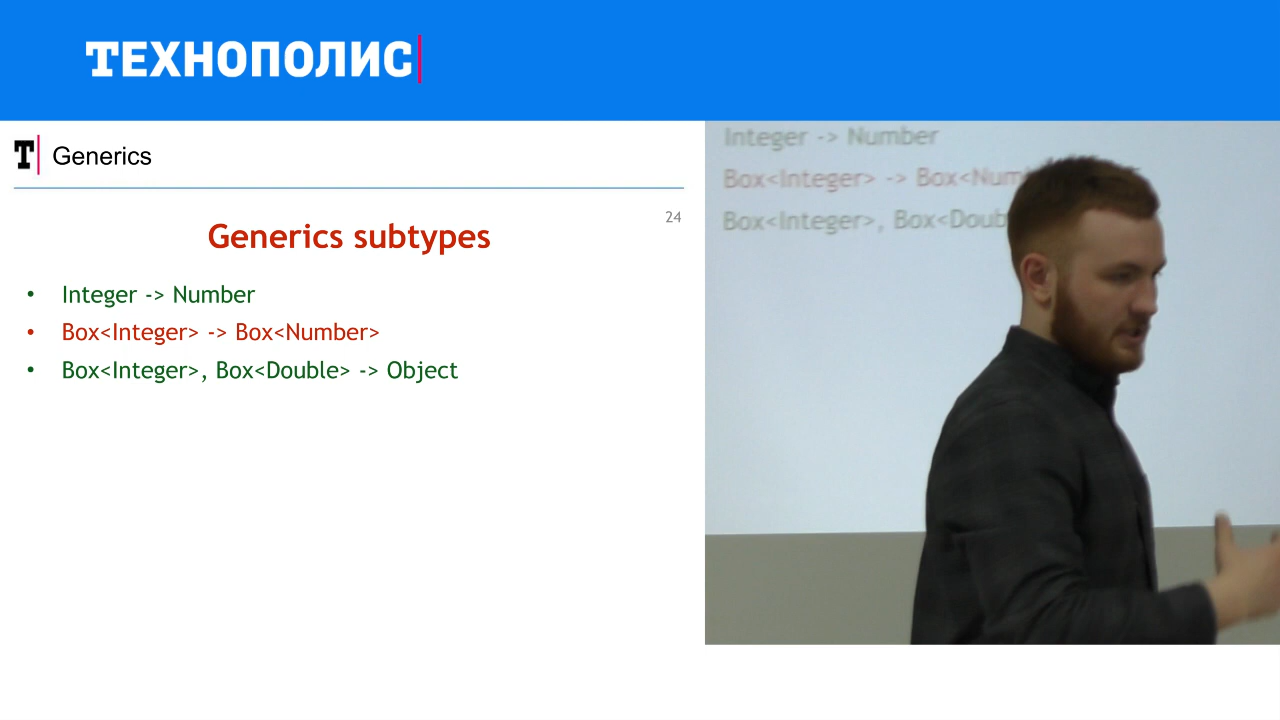 ТЕХНОПОЛИС
T Generics
24
Generics subtypes
• Integer -> Number
• Box<Integer> -> Box<Number>
• Box<Integer>, Box<Double> -> Object
Integer -> Number
Box<Integer> -> Box<Num
Box<Integer>, Box<Doub